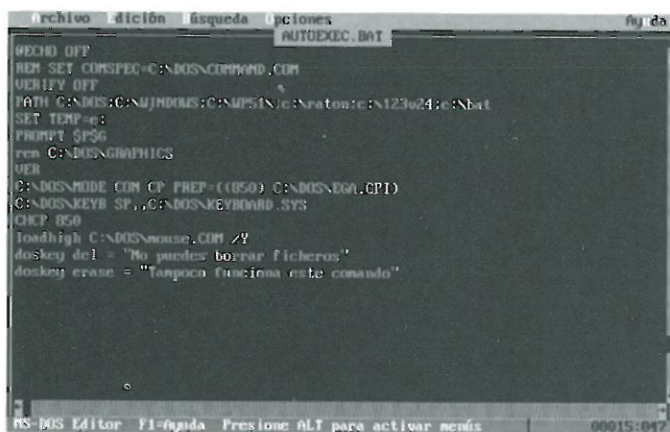 Archivo Edición Búsqueda Opciones Ayuda
AUTOEXEC.BAT
@ECHO OFF
REM SET COMSPEC=C:\DOS\COMMAND.COM
VERIFY OFF
PATH C:\DOS;C:\WINDOWS;C:\WP51\;c:\raton;c:\123v24;c:\bat
SET TEMP=e:
PROMPT $P$G
rem C:\DOS\GRAPHICS
VER
C:\DOS\MODE CON CP PREP=((850) C:\DOS\EGA.CPI)
C:\DOS\KEYB SP,,C:\DOS\KEYBOARD.SYS
CHCP 850
loadhigh C:\DOS\mouse.COM /Y
doskey del = "No puedes borrar ficheros"
doskey erase = "Tampoco funciona este comando"
MS-DOS Editor F1=Ayuda Presione ALT para activar menús 00015:047